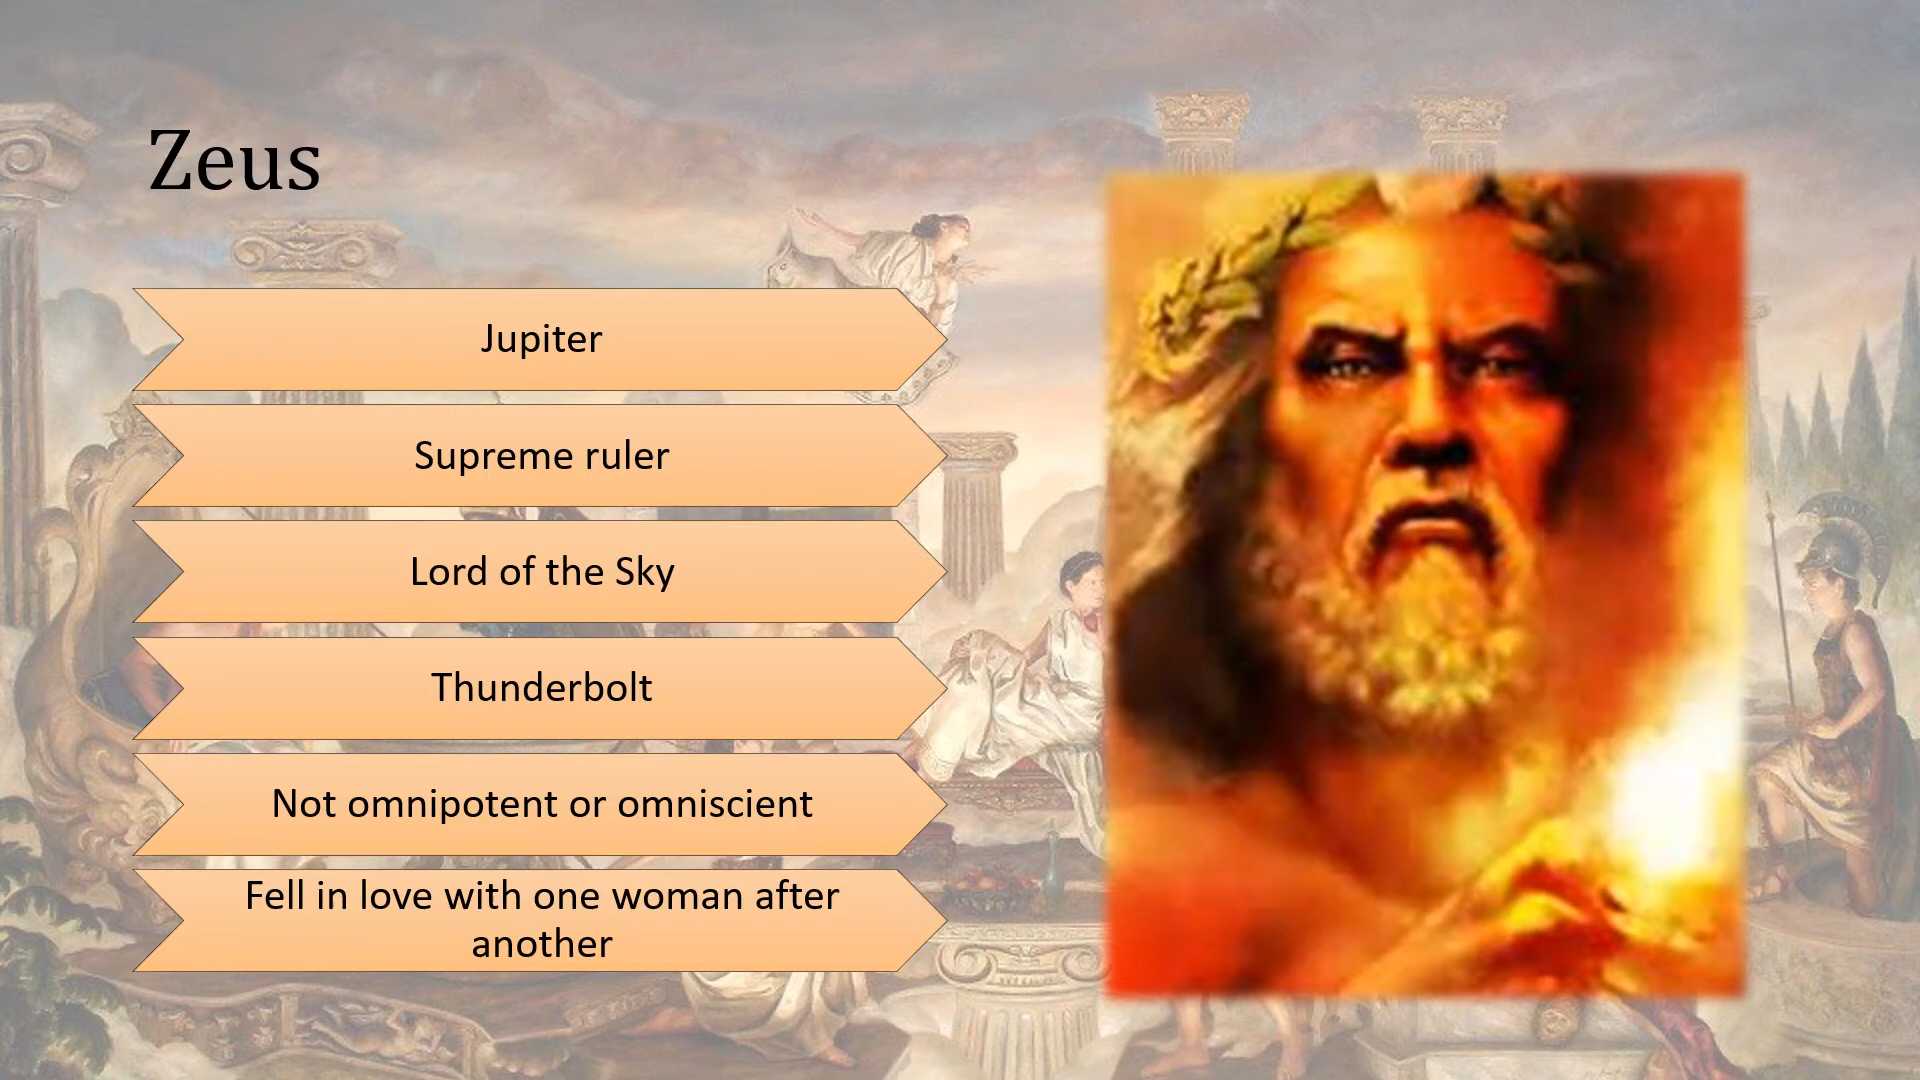 Zeus
Jupiter
Supreme ruler
Lord of the Sky
Thunderbolt
Not omnipotent or omniscient
Fell in love with one woman after
another